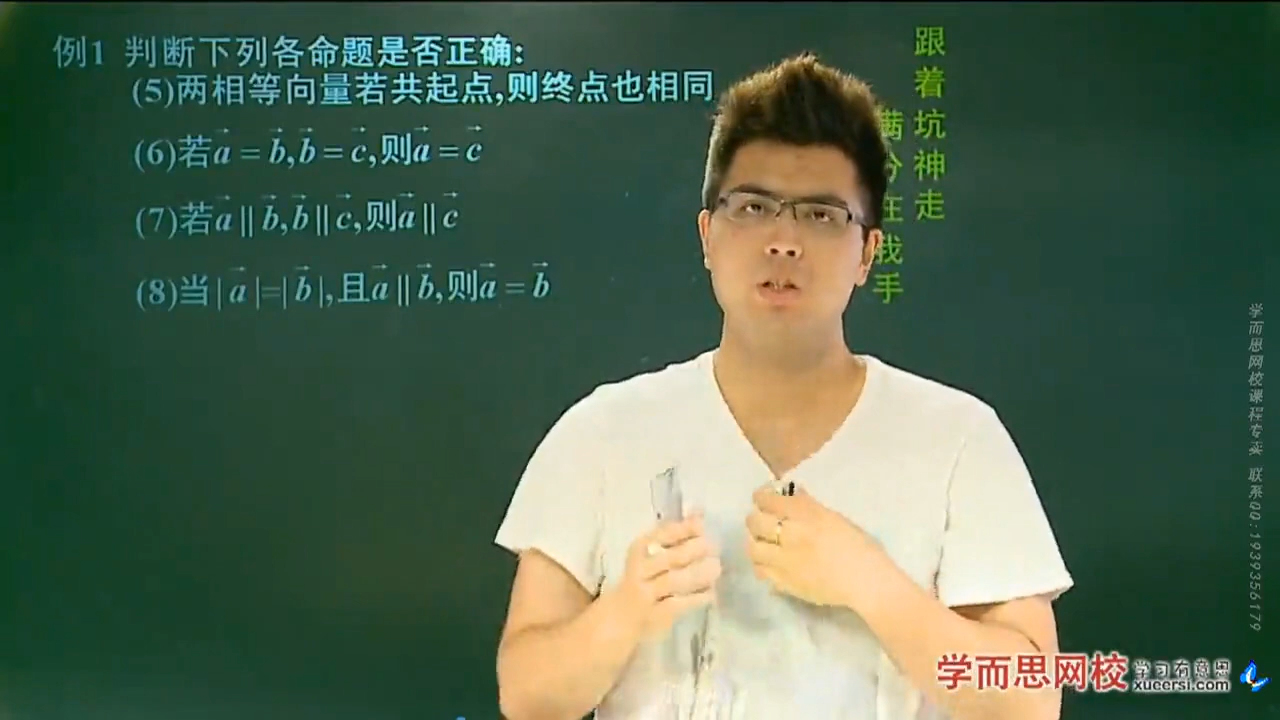 例1 判断下列各命题是否正确:
(5)两相等向量若共起点,则终点也相同
(6)若a⃗ = b⃗,b⃗ = c⃗,则a⃗ = c⃗
(7)若a⃗ ∥ b⃗,b⃗ ∥ c⃗,则a⃗ ∥ c⃗
(8)当|a⃗|=|b⃗|,且a⃗ ∥ b⃗,则a⃗ = b⃗
跟着坑神走
满分在我手
学而思网校课程专卖 联系QQ:1939356179
学而思网校 学习有意思
xueersi.com